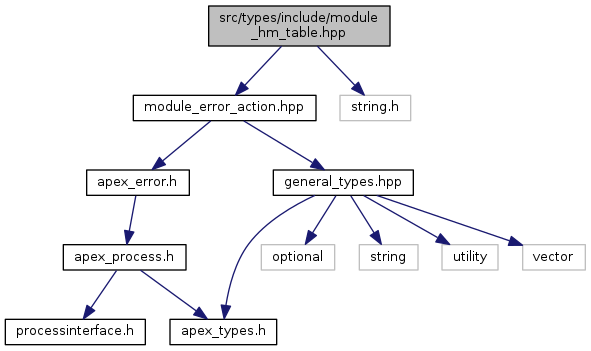 src/types/include/module
_hm_table.hpp
module_error_action.hpp
string.h
apex_error.h
general_types.hpp
apex_process.h
optional
string
utility
vector
processinterface.h
apex_types.h